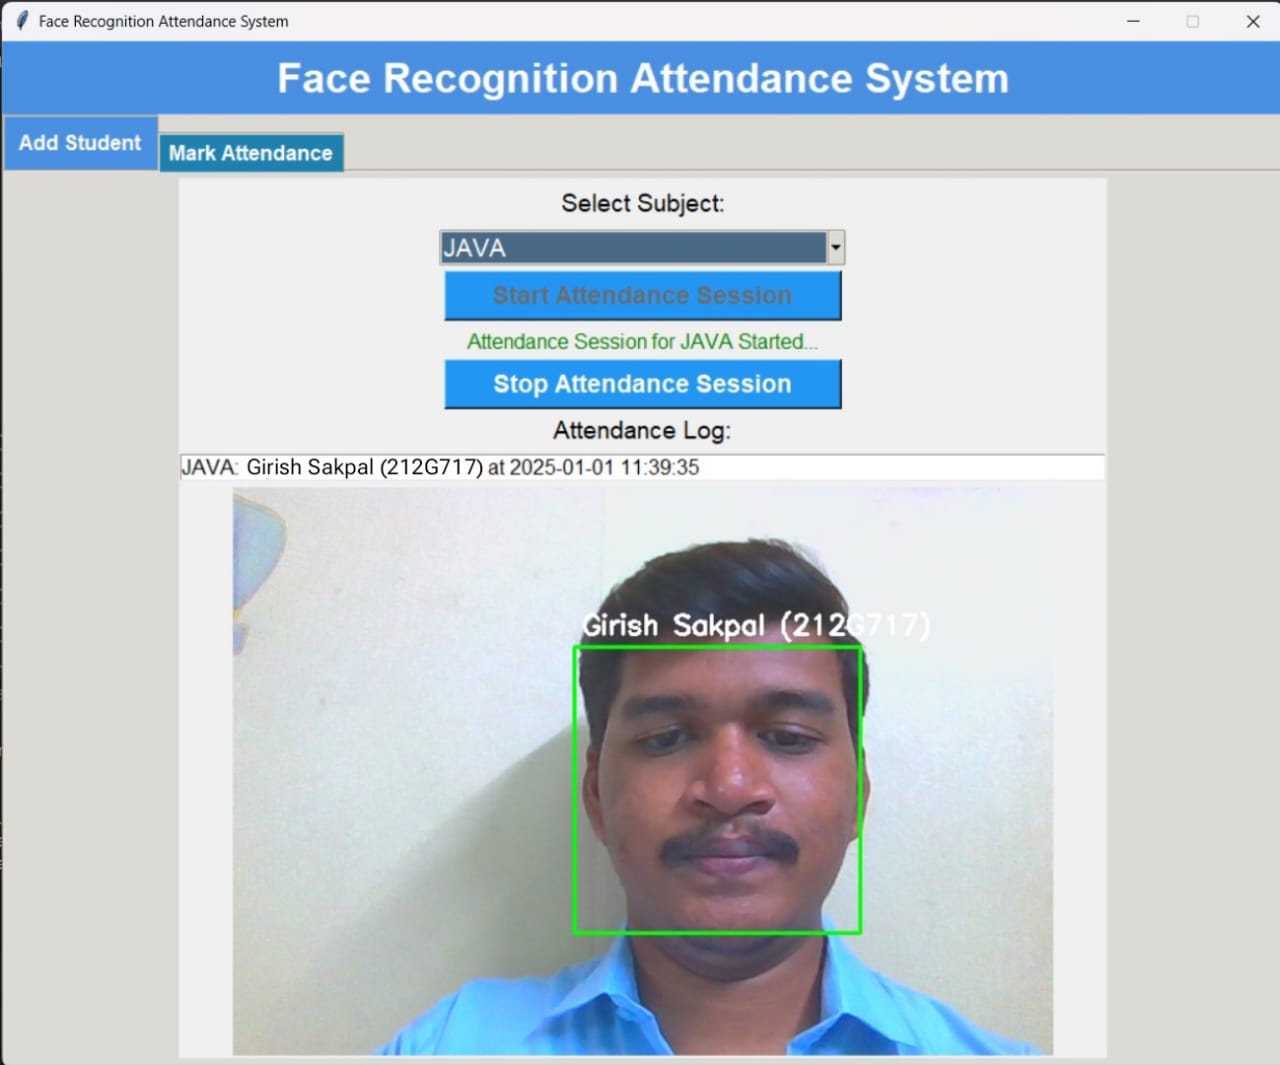 Face Recognition Attendance System
Face Recognition Attendance System
Add Student
Mark Attendance
Select Subject:
JAVA
Start Attendance Session
Attendance Session for JAVA Started...
Stop Attendance Session
Attendance Log:
JAVA: Girish Sakpal (212G717) at 2025-01-01 11:39:35
Girish Sakpal (212G717)